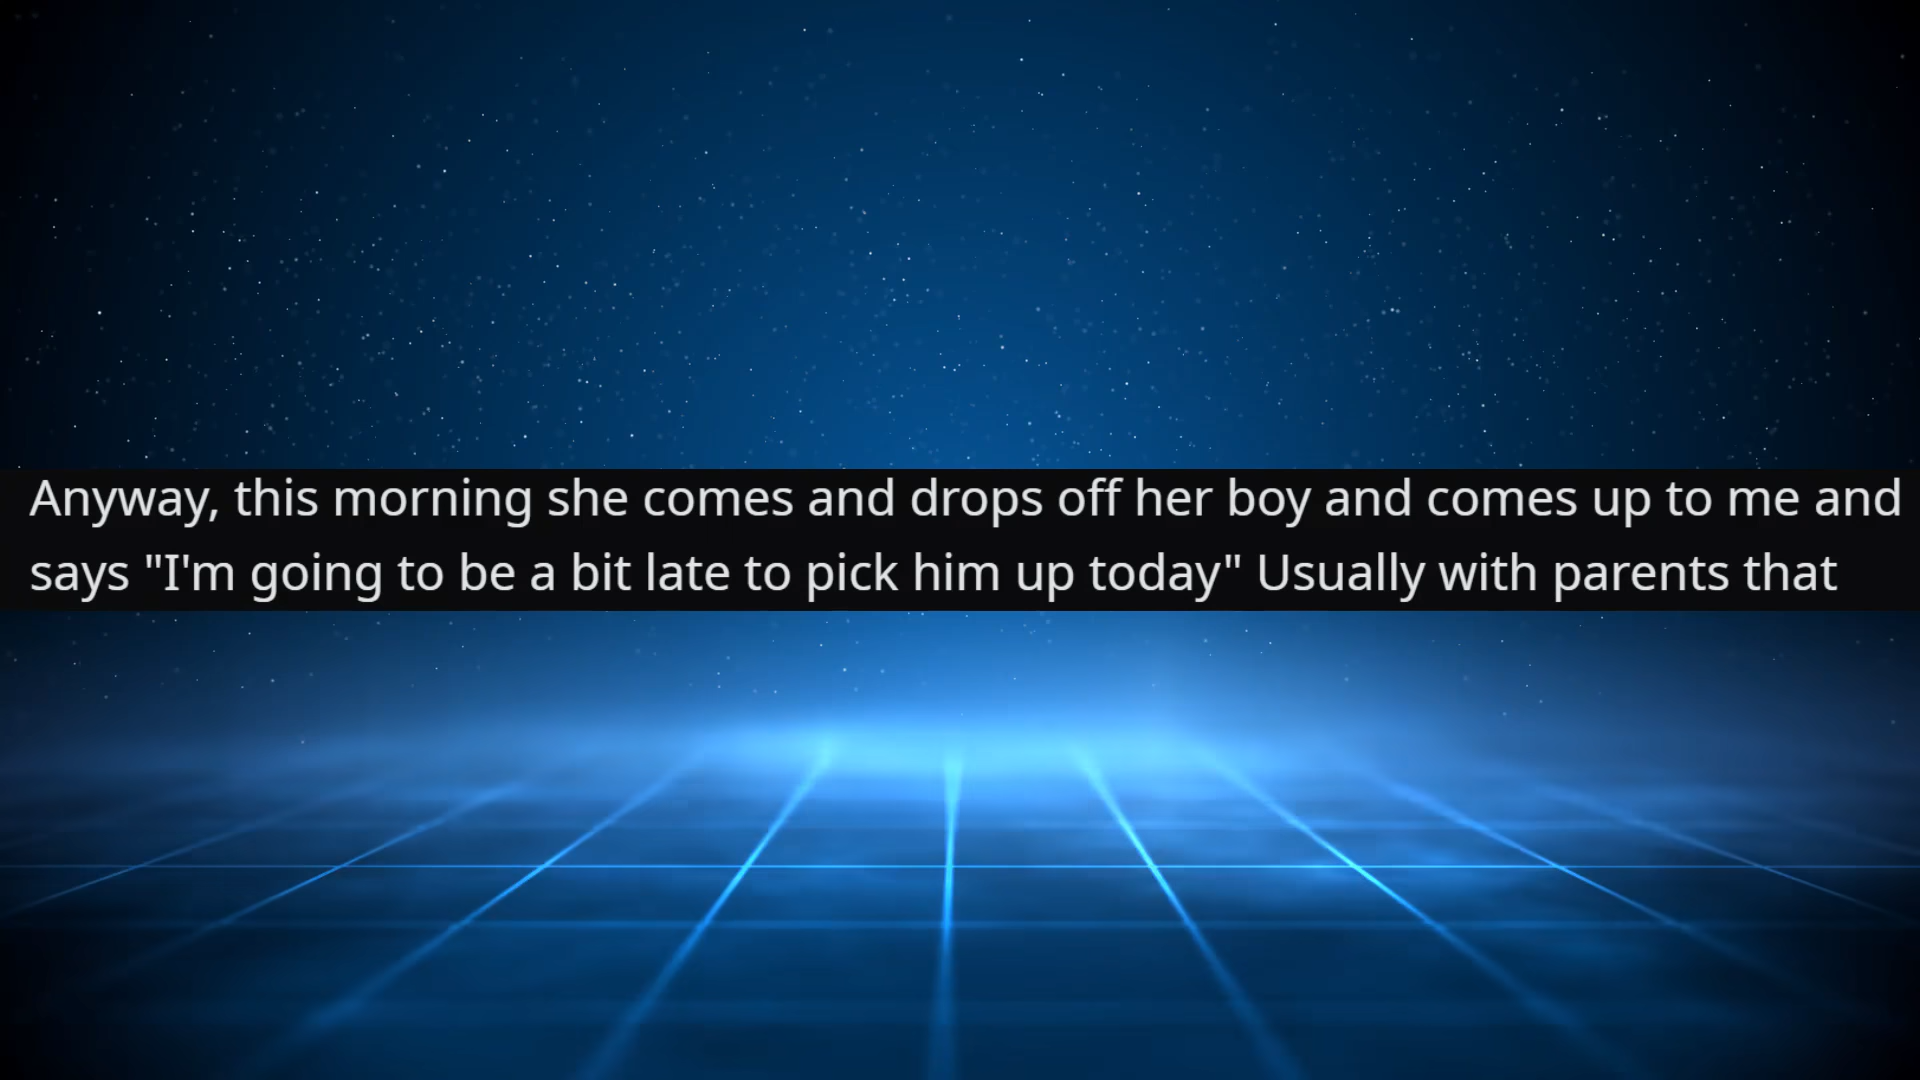 Anyway, this morning she comes and drops off her boy and comes up to me and
says "I'm going to be a bit late to pick him up today" Usually with parents that